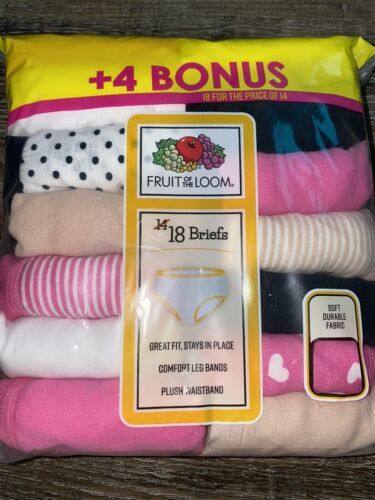 +4 BONUS
18 FOR THE PRICE OF 14
FRUIT OF THE LOOM®
14 18 Briefs
GREAT FIT, STAYS IN PLACE
COMFORT LEG BANDS
PLUSH WAISTBAND
SOFT
DURABLE
FABRIC